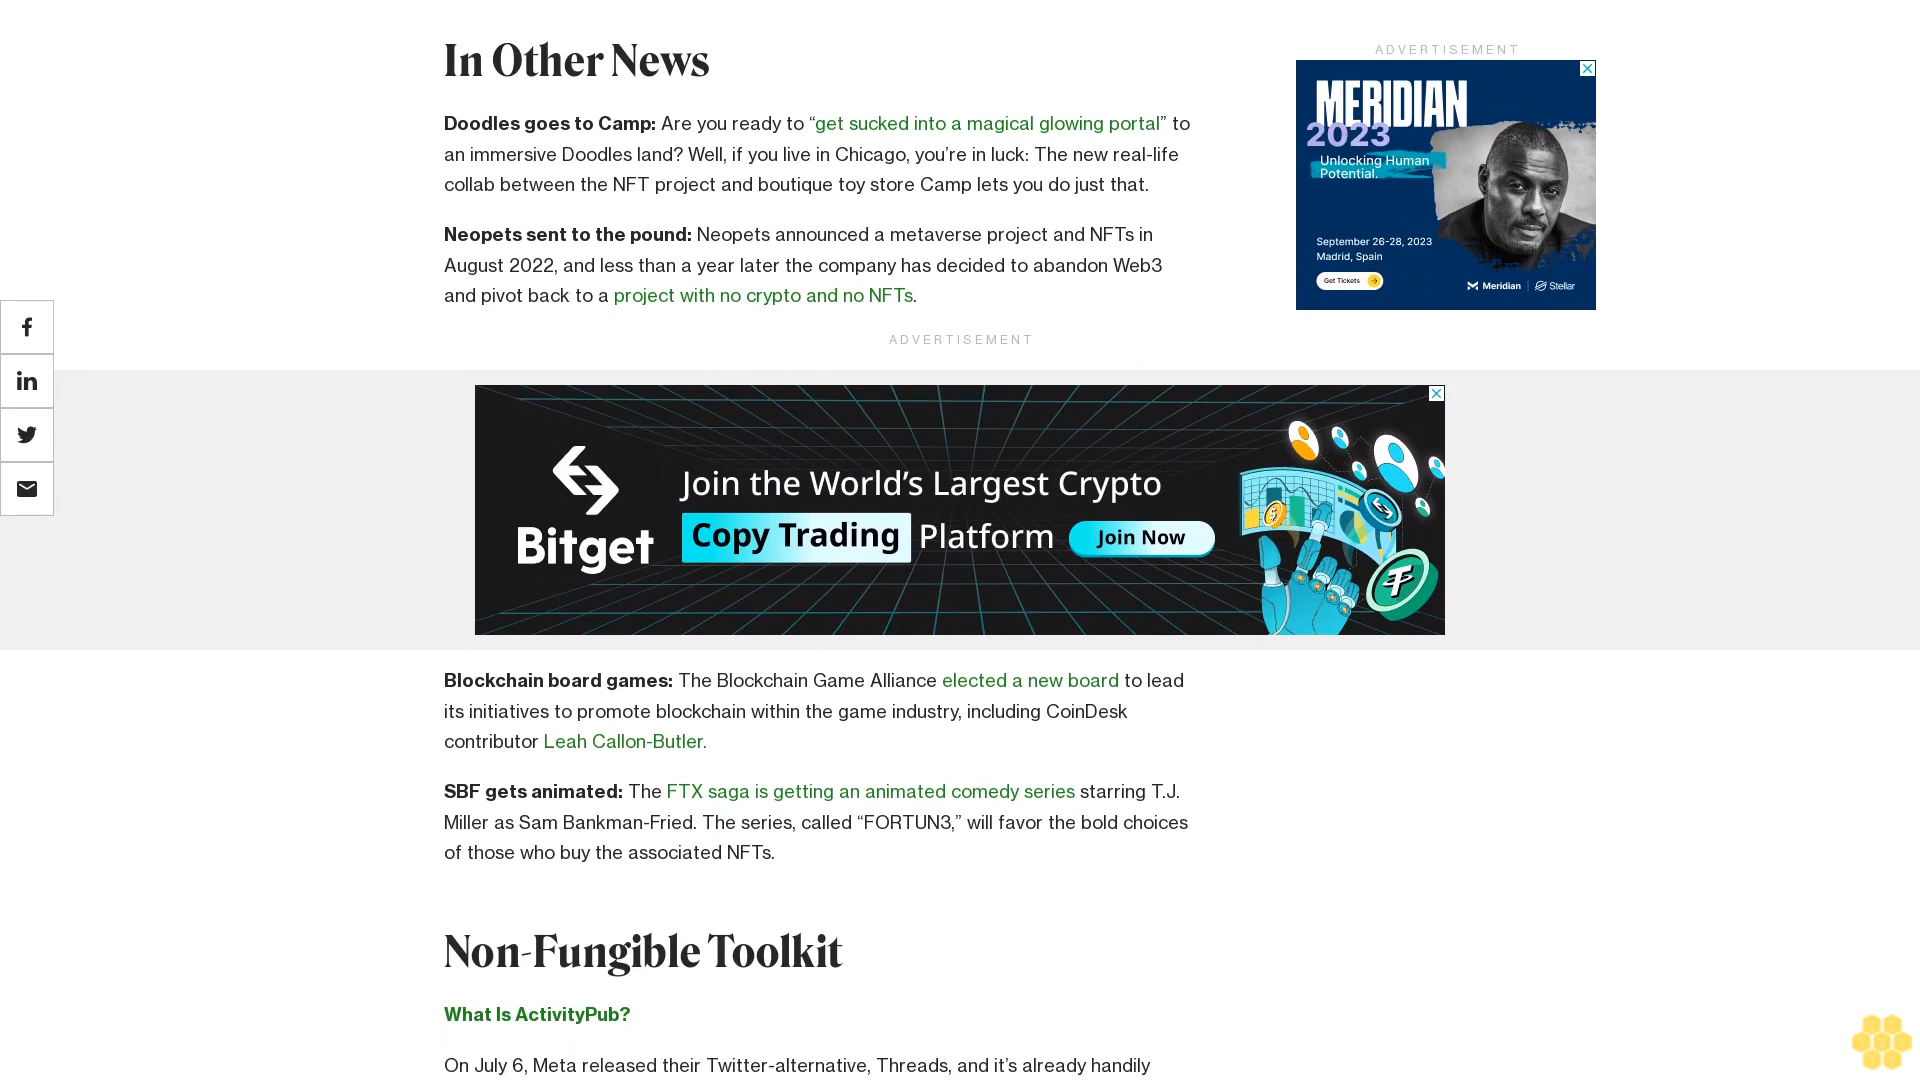 In Other News
ADVERTISEMENT
MERIDIAN
2023
Unlocking Human
Potential.
September 26-28, 2023
Madrid, Spain
Get Tickets
Meridian | Stellar
Doodles goes to Camp: Are you ready to “get sucked into a magical glowing portal” to
an immersive Doodles land? Well, if you live in Chicago, you’re in luck: The new real-life
collab between the NFT project and boutique toy store Camp lets you do just that.
Neopets sent to the pound: Neopets announced a metaverse project and NFTs in
August 2022, and less than a year later the company has decided to abandon Web3
and pivot back to a project with no crypto and no NFTs.
ADVERTISEMENT
Bitget
Join the World’s Largest Crypto
Copy Trading Platform Join Now
Blockchain board games: The Blockchain Game Alliance elected a new board to lead
its initiatives to promote blockchain within the game industry, including CoinDesk
contributor Leah Callon-Butler.
SBF gets animated: The FTX saga is getting an animated comedy series starring T.J.
Miller as Sam Bankman-Fried. The series, called “FORTUN3,” will favor the bold choices
of those who buy the associated NFTs.
Non-Fungible Toolkit
What Is ActivityPub?
On July 6, Meta released their Twitter-alternative, Threads, and it’s already handily